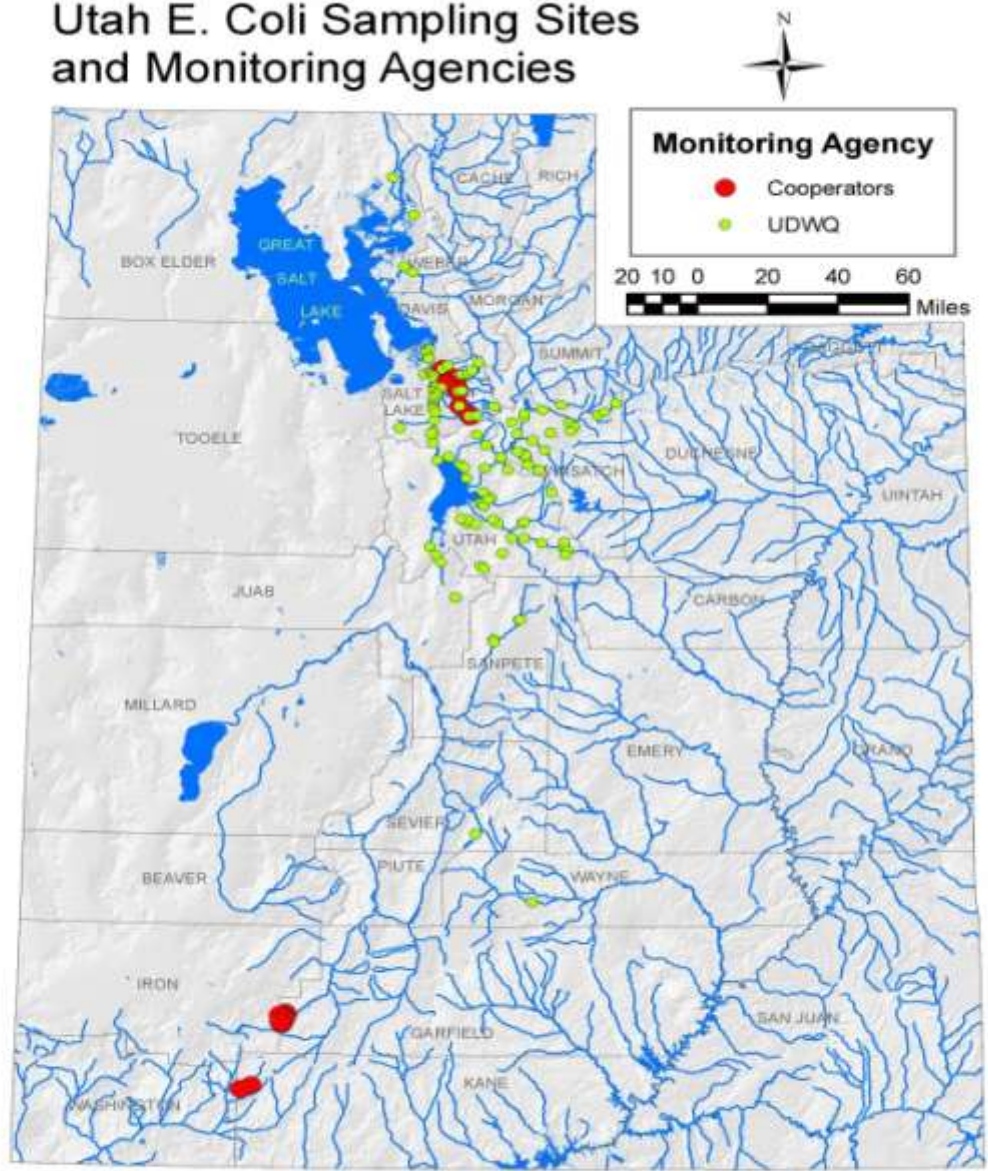 Utah E. Coli Sampling Sites
and Monitoring Agencies
N
Monitoring Agency
Cooperators
UDWQ
20 10 0 20 40 60
Miles
CACHE
RICH
BOX ELDER
GREAT
SALT
LAKE
WEBER
DAVIS
MORGAN
SUMMIT
SALT
LAKE
TOOELE
DUCHESNE
WASATCH
UINTAH
UTAH
JUAB
CARBON
SANPETE
MILLARD
EMERY
GRAND
SEVIER
PIUTE
BEAVER
WAYNE
IRON
GARFIELD
SAN JUAN
KANE
WASHINGTON